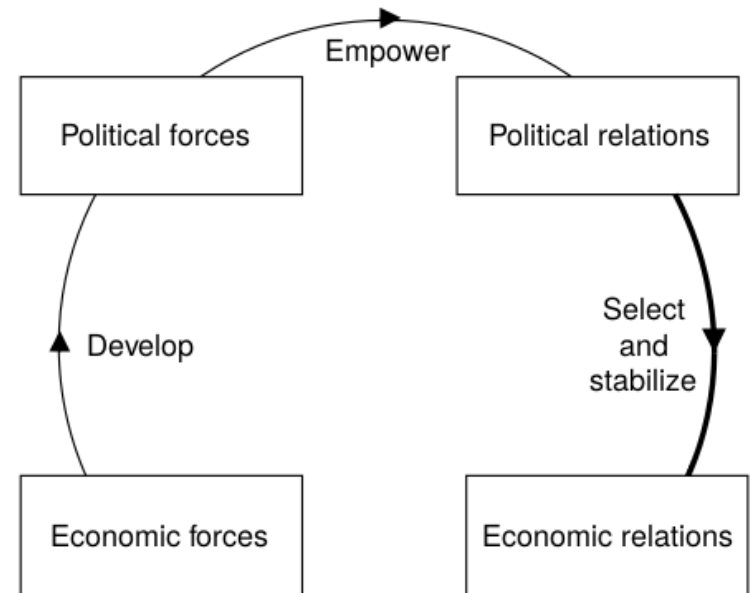 Empower
Political forces
Political relations
Develop
Select
and
stabilize
Economic forces
Economic relations